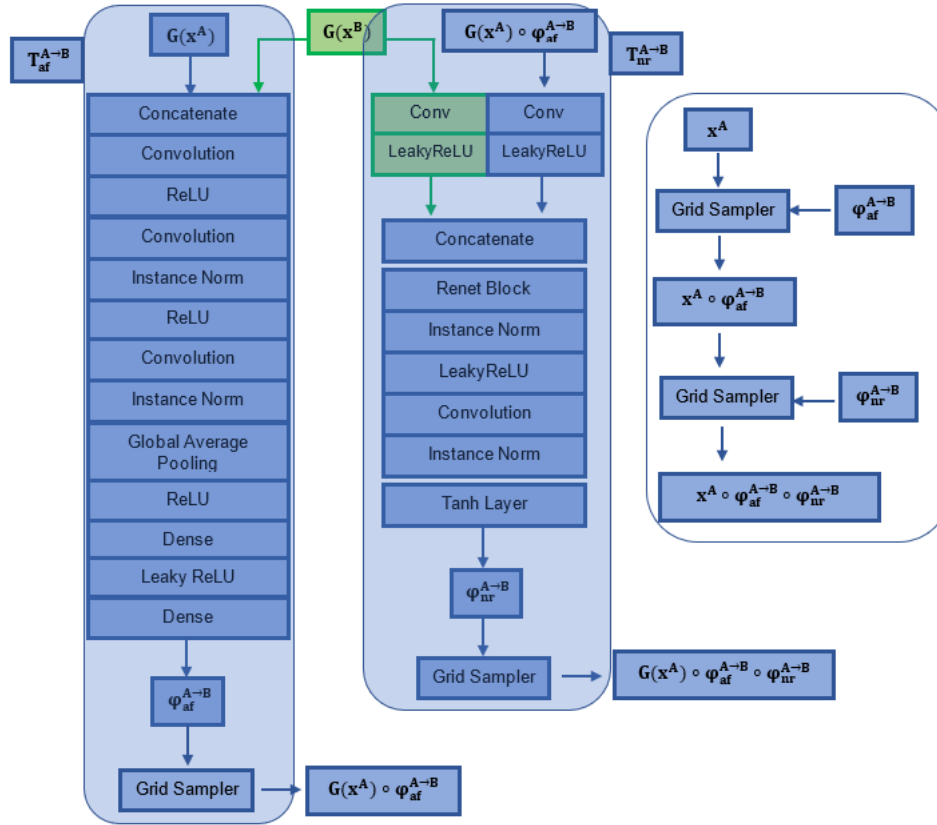 T_af^A→B
G(x^A)
Concatenate
Convolution
ReLU
Convolution
Instance Norm
ReLU
Convolution
Instance Norm
Global Average
Pooling
ReLU
Dense
Leaky ReLU
Dense
φ_af^A→B
Grid Sampler
G(x^A) ∘ φ_af^A→B
G(x^B)
G(x^A) ∘ φ_af^A→B
T_nr^A→B
Conv
LeakyReLU
Conv
LeakyReLU
Concatenate
Renet Block
Instance Norm
LeakyReLU
Convolution
Instance Norm
Tanh Layer
φ_nr^A→B
Grid Sampler
G(x^A) ∘ φ_af^A→B ∘ φ_nr^A→B
x^A
Grid Sampler
φ_af^A→B
x^A ∘ φ_af^A→B
Grid Sampler
φ_nr^A→B
x^A ∘ φ_af^A→B ∘ φ_nr^A→B